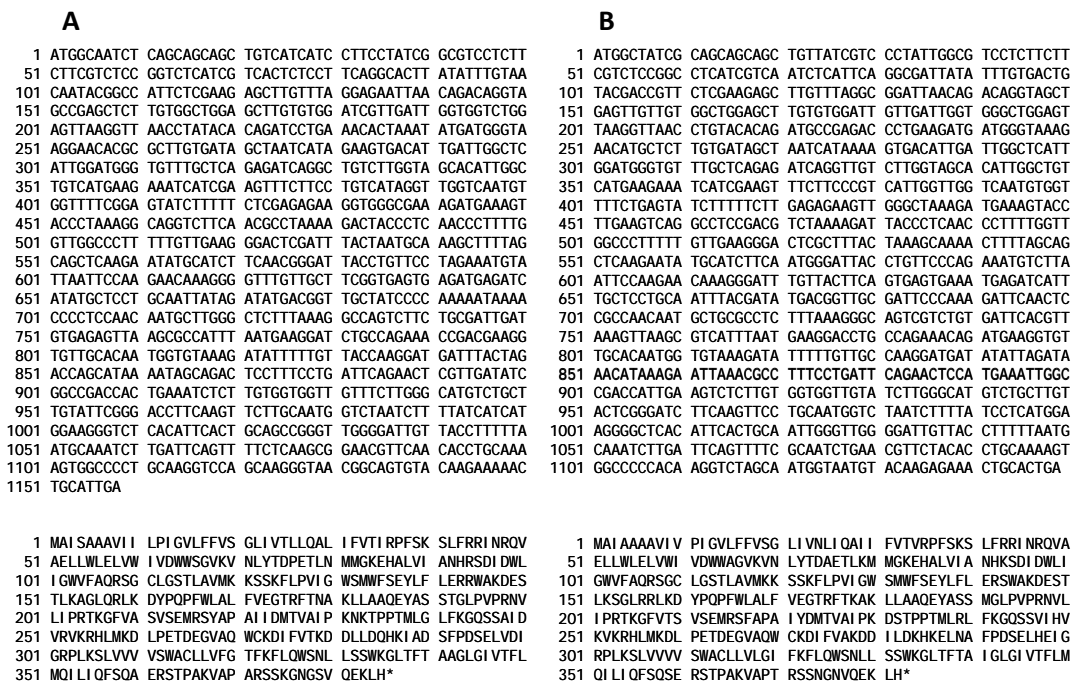 A
1 ATGGCAATCT CAGCAGCAGC TGTCATCATC CTTCCTATCG GCGTCCTCTT
51 CTTCGTCTCC GGTCTCATCG TCACTCTCCT TCAGGCACTT ATATTTGTAA
101 CAATACGGCC ATTCTCGAAG AGCTTGTTTA GGAGAATTAA CAGACAGGTA
151 GCCGAGCTCT TGTGGCTGGA GCTTGTGTGG ATCGTTGATT GGTGGTCTGG
201 AGTTAAGGTT AACCTATACA CAGATCCTGA AACACTAAAT ATGATGGGTA
251 AGGAACACGC GCTTGTGATA GCTAATCATA GAAGTGACAT TGATTGGCTC
301 ATTGGATGGG TGTTTGCTCA GAGATCAGGC TGTCTTGGTA GCACATTGGC
351 TGTCATGAAG AAATCATCGA AGTTTCTTCC TGTCATAGGT TGGTCAATGT
401 GGTTTTCGGA GTATCTTTTT CTCGAGAGAA GGTGGGCGAA AGATGAAAGT
451 ACCCTAAAGG CAGGTCTTCA ACGCCTAAAA GACTACCCTC AACCCTTTTG
501 GTTGGCCCTT TTTGTTGAAG GGACTCGATT TACTAATGCA AAGCTTTTAG
551 CAGCTCAAGA ATATGCATCT TCAACGGGAT TACCTGTTCC TAGAAATGTA
601 TTAATTCCAA GAACAAAGGG GTTTGTTGCT TCGGTGAGTG AGATGAGATC
651 ATATGCTCCT GCAATTATAG ATATGACGGT TGCTATCCCC AAAAATAAAA
701 CCCCTCCAAC AATGCTTGGG CTCTTTAAAG GCCAGTCTTC TGCGATTGAT
751 GTGAGAGTTA AGCGCCATTT AATGAAGGAT CTGCCAGAAA CCGACGAAGG
801 TGTTGCACAA TGGTGTAAAG ATATTTTTGT TACCAAGGAT GATTTACTAG
851 ACCAGCATAA AATAGCAGAC TCCTTTCCTG ATTCAGAACT CGTTGATATC
901 GGCCGACCAC TGAAATCTCT TGTGGTGGTT GTTTCTTGGG CATGTCTGCT
951 TGTATTCGGG ACCTTCAAGT TCTTGCAATG GTCTAATCTT TTATCATCAT
1001 GGAAGGGTCT CACATTCACT GCAGCCGGGT TGGGGATTGT TACCTTTTTA
1051 ATGCAAATCT TGATTCAGTT TTCTCAAGCG GAACGTTCAA CACCTGCAAA
1101 AGTGGCCCCT GCAAGGTCCA GCAAGGGTAA CGGCAGTGTA CAAGAAAAAC
1151 TGCATTGA
1 MAISAAAVII LPIGVLFFVS GLIVTLLQAL IFVTIRPFSK SLFRRINRQV
51 AELLWLELVW IVDWWSGVKV NLYTDPETLN MMGKEHALVI ANHRSDIDWL
101 IGWVFAQRSG CLGSTLAVMK KSSKFLPVIG WSMWFSEYLF LERRWAKDES
151 TLKAGLQRLK DYPQPFWLAL FVEGTRFTNA KLLAAQEYAS STGLPVPRNV
201 LIPRTKGFVA SVSEMRSYAP AIIDMTVAIP KNKTPPTMLG LFKGQSSAID
251 VRVKRHLMKD LPETDEGVAQ WCKDIFVTKD DLLDQHKIAD SFPDSELVDI
301 GRPLKSLVVV VSWACLLVFG TFKFLQWSNL LSSWKGLTFT AAGLGIVTFL
351 MQILIQFSQA ERSTPAKVAP ARSSKGNGSV QEKLH*
B
1 ATGGCTATCG CAGCAGCAGC TGTTATCGTC CCTATTGGCG TCCTCTTCTT
51 CGTCTCCGGC CTCATCGTCA ATCTCATTCA GGCGATTATA TTTGTGACTG
101 TACGACCGTT CTCGAAGAGC TTGTTTAGGC GGATTAACAG ACAGGTAGCT
151 GAGTTGTTGT GGCTGGAGCT TGTGTGGATT GTTGATTGGT GGGCTGGAGT
201 TAAGGTTAAC CTGTACACAG ATGCCGAGAC CCTGAAGATG ATGGGTAAAG
251 AACATGCTCT TGTGATAGCT AATCATAAAA GTGACATTGA TTGGCTCATT
301 GGATGGGTGT TTGCTCAGAG ATCAGGTTGT CTTGGTAGCA CATTGGCTGT
351 CATGAAGAAA TCATCGAAGT TTCTTCCCGT CATTGGTTGG TCAATGTGGT
401 TTTCTGAGTA TCTTTTTCTT GAGAGAAGTT GGGCTAAAGA TGAAAGTACC
451 TTGAAGTCAG GCCTCCGACG TCTAAAAGAT TACCCTCAAC CCTTTTGGTT
501 GGCCCTTTTT GTTGAAGGGA CTCGCTTTAC TAAAGCAAAA CTTTTAGCAG
551 CTCAAGAATA TGCATCTTCA ATGGGATTAC CTGTTCCCAG AAATGTCTTA
601 ATTCCAAGAA CAAAGGGATT TGTTACTTCA GTGAGTGAAA TGAGATCATT
651 TGCTCCTGCA ATTTACGATA TGACGGTTGC GATTCCCAAA GATTCAACTC
701 CGCCAACAAT GCTGCGCCTC TTTAAAGGGC AGTCGTCTGT GATTCACGTT
751 AAAGTTAAGC GTCATTTAAT GAAGGACCTG CCAGAAACAG ATGAAGGTGT
801 TGCACAATGG TGTAAAGATA TTTTTGTTGC CAAGGATGAT ATATTAGATA
851 AACATAAAGA ATTAAACGCC TTTCCTGATT CAGAACTCCA TGAAATTGGC
901 CGACCATTGA AGTCTCTTGT GGTGGTTGTA TCTTGGGCAT GTCTGCTTGT
951 ACTCGGGATC TTCAAGTTCC TGCAATGGTC TAATCTTTTA TCCTCATGGA
1001 AGGGGCTCAC ATTCACTGCA ATTGGGTTGG GGATTGTTAC CTTTTTAATG
1051 CAAATCTTGA TTCAGTTTTC GCAATCTGAA CGTTCTACAC CTGCAAAAGT
1101 GGCCCCCACA AGGTCTAGCA ATGGTAATGT ACAAGAGAAA CTGCACTGA
1 MAIAAAAVIV PIGVLFFVSG LIVNLIQAII FVTVRPFSKS LFRRINRQVA
51 ELLWLELVWI VDWWAGVKVN LYTDAETLKM MGKEHALVIA NHKSDIDWLI
101 GWVFAQRSGC LGSTLAVMKK SSKFLPVIGW SMWFSEYLFL ERSWAKDEST
151 LKSGLRRLKD YPQPFWLALF VEGTRFTKAK LLAAQEYASS MGLPVPRNVL
201 IPRTKGFVTS VSEMRSFAPA IYDMTVAIPK DSTPPTMLRL FKGQSSVIHV
251 KVKRHLMKDL PETDEGVAQW CKDIFVAKDD ILDKHKELNA FPDSELHEIG
301 RPLKSLVVVV SWACLLVLGI FKFLQWSNLL SSWKGLTFTA IGLGIVTFLM
351 QILIQFSQSE RSTPAKVAPT RSSNGNVQEK LH*